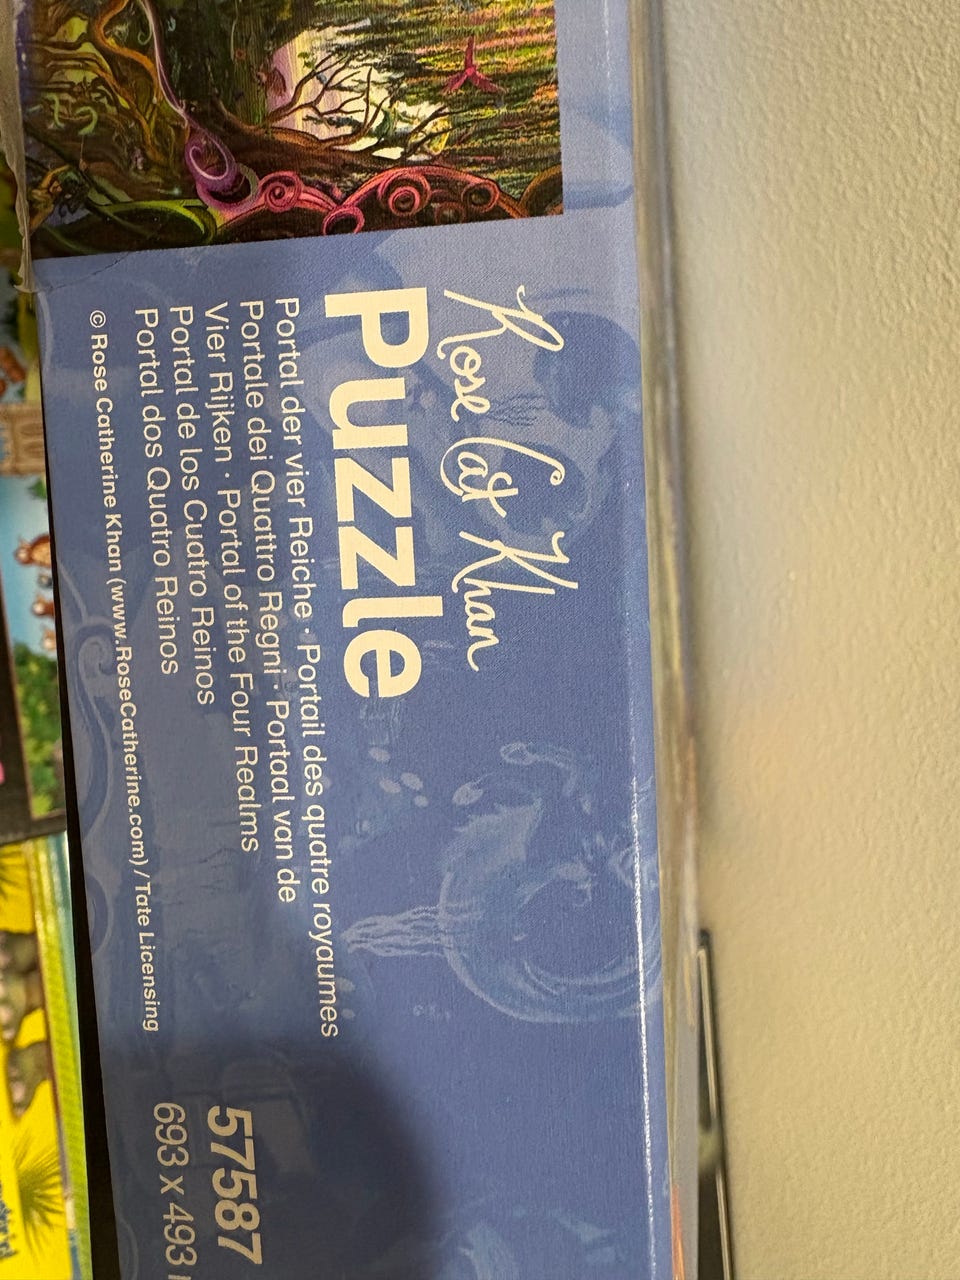 Rose Cat Khan
Puzzle
Portal der vier Reiche · Portail des quatre royaumes
Portale dei Quattro Regni · Portaal van de
Vier Rijken · Portal of the Four Realms
Portal de los Cuatro Reinos
Portal dos Quatro Reinos
© Rose Catherine Khan (www.RoseCatherine.com) / Tate Licensing
57587
693 x 493